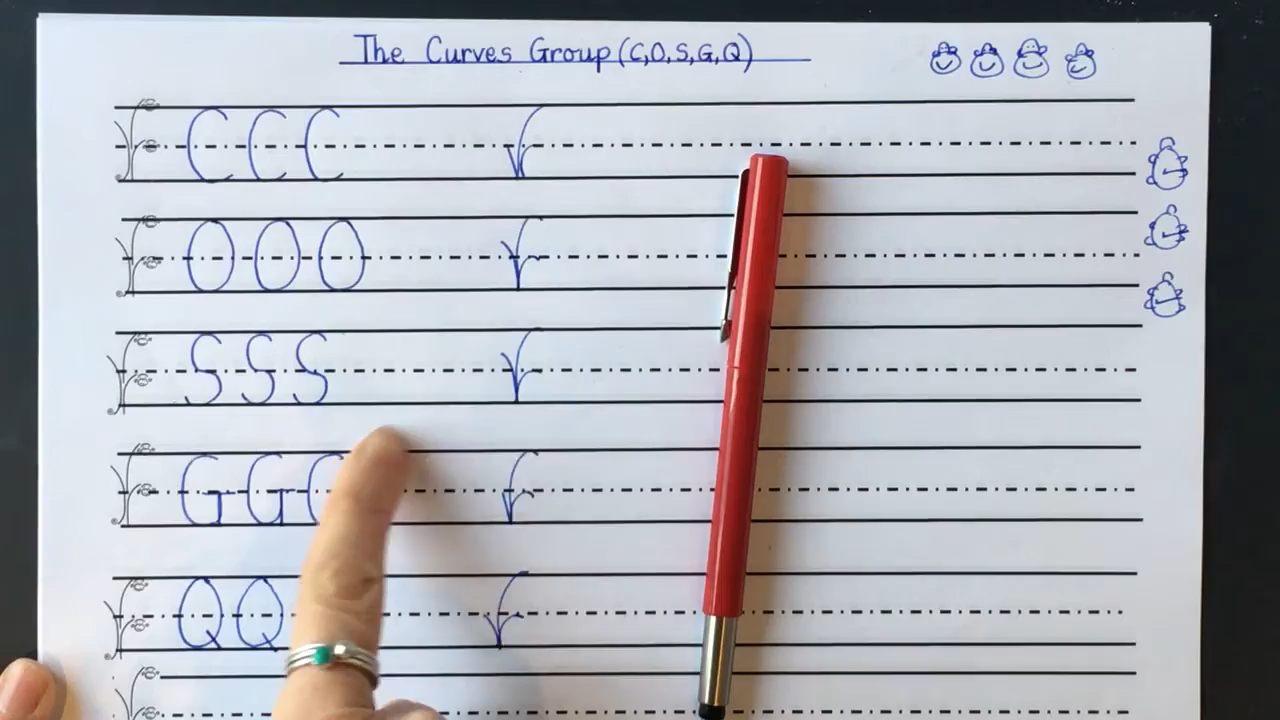 The Curves Group (C,O,S,G,Q)
C C C
O O O
S S S
G G G
Q Q